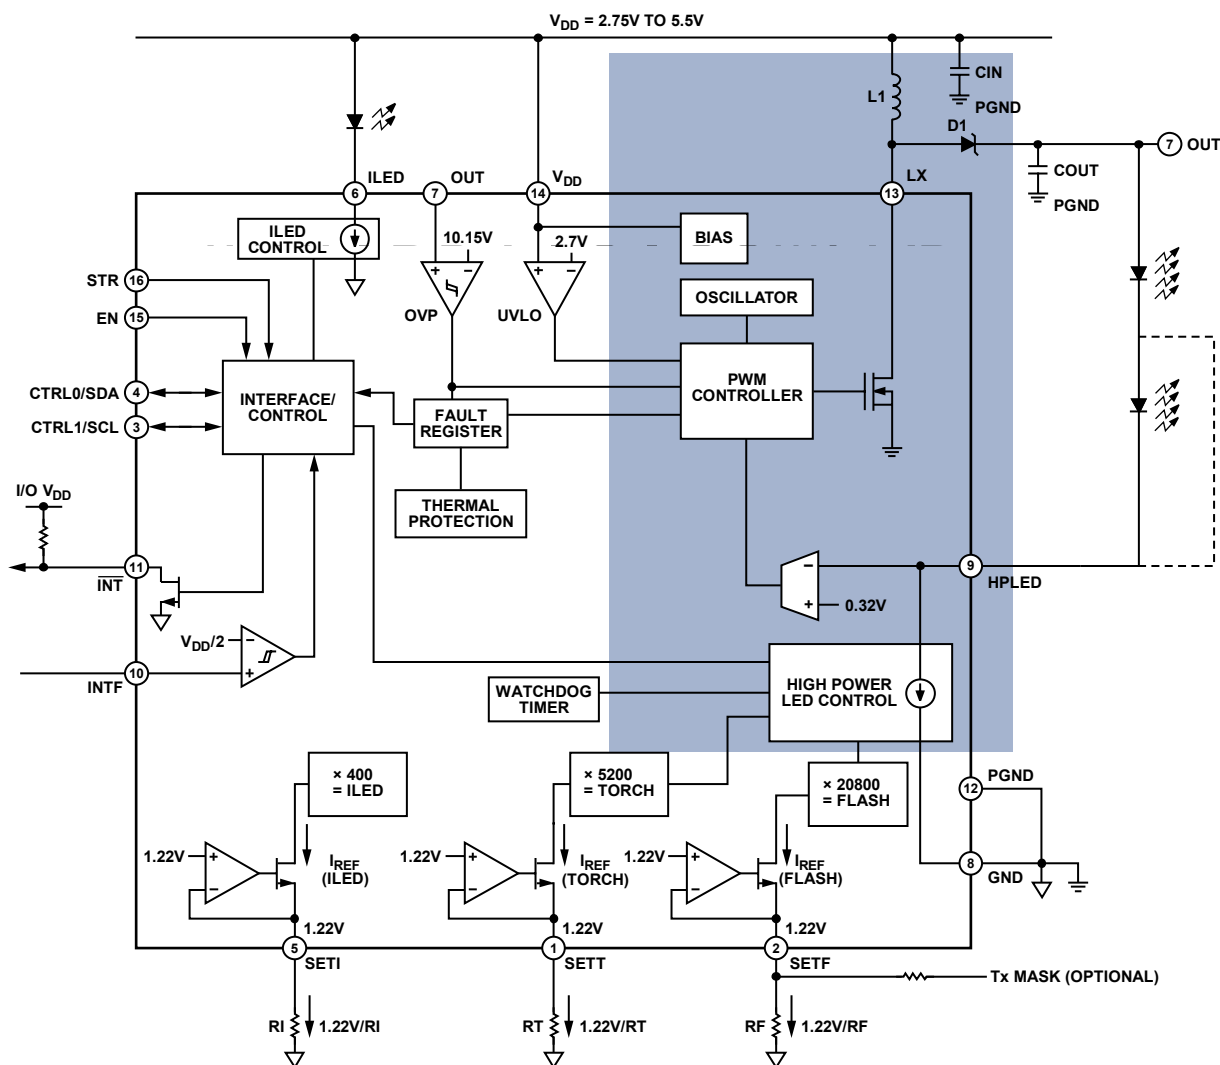 VDD = 2.75V TO 5.5V
CIN
PGND
L1
D1
7
OUT
COUT
PGND
6
ILED
7
OUT
14
VDD
13
LX
ILED
CONTROL
10.15V
2.7V
BIAS
+
−
+
−
OVP
UVLO
OSCILLATOR
STR
16
EN
15
CTRL0/SDA
4
CTRL1/SCL
3
INTERFACE/
CONTROL
FAULT
REGISTER
PWM
CONTROLLER
THERMAL
PROTECTION
I/O VDD
11
INT
−
+
0.32V
9
HPLED
VDD/2
−
+
10
INTF
WATCHDOG
TIMER
HIGH POWER
LED CONTROL
× 400
= ILED
× 5200
= TORCH
× 20800
= FLASH
PGND
12
8
GND
1.22V
+
−
IREF
(ILED)
1.22V
+
−
IREF
(TORCH)
1.22V
+
−
IREF
(FLASH)
1.22V
1.22V
1.22V
5
SETI
1
SETT
2
SETF
Tx MASK (OPTIONAL)
RI
1.22V/RI
RT
1.22V/RT
RF
1.22V/RF